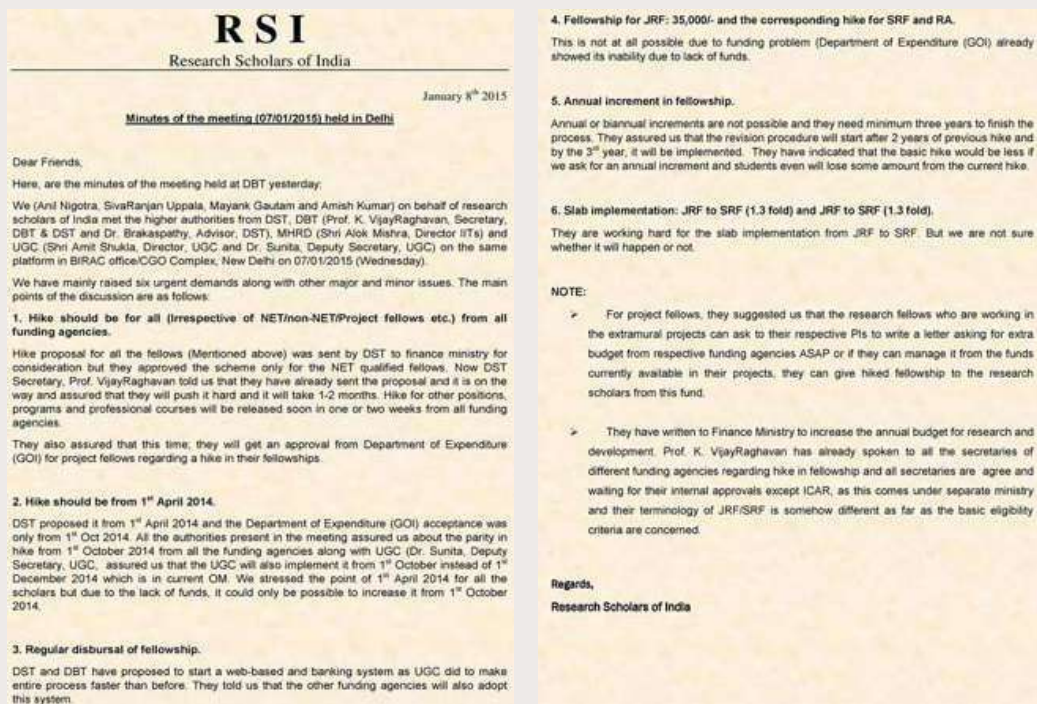 R S I
Research Scholars of India
January 8th 2015
Minutes of the meeting (07/01/2015) held in Delhi
Dear Friends,
Here, are the minutes of the meeting held at DBT yesterday:
We (Anil Nigotra, SivaRanjan Uppala, Mayank Gautam and Amish Kumar) on behalf of research
scholars of India met the higher authorities from DST, DBT (Prof. K. VijayRaghavan, Secretary,
DBT & DST and Dr. Brakaspathy, Advisor, DST), MHRD (Shri Alok Mishra, Director IITs) and
UGC (Shri Amit Shukla, Director, UGC and Dr. Sunita, Deputy Secretary, UGC) on the same
platform in BIRAC office/CGO Complex, New Delhi on 07/01/2015 (Wednesday).
We have mainly raised six urgent demands along with other major and minor issues. The main
points of the discussion are as follows:
1. Hike should be for all (Irrespective of NET/non-NET/Project fellows etc.) from all
funding agencies.
Hike proposal for all the fellows (Mentioned above) was sent by DST to finance ministry for
consideration but they approved the scheme only for the NET qualified fellows. Now DST
Secretary, Prof. VijayRaghavan told us that they have already sent the proposal and it is on the
way and assured that they will push it hard and it will take 1-2 months. Hike for other positions,
programs and professional courses will be released soon in one or two weeks from all funding
agencies.
They also assured that this time; they will get an approval from Department of Expenditure
(GOI) for project fellows regarding a hike in their fellowships.
2. Hike should be from 1st April 2014.
DST proposed it from 1st April 2014 and the Department of Expenditure (GOI) acceptance was
only from 1st Oct 2014. All the authorities present in the meeting assured us about the parity in
hike from 1st October 2014 from all the funding agencies along with UGC (Dr. Sunita, Deputy
Secretary, UGC, assured us that the UGC will also implement it from 1st October instead of 1st
December 2014 which is in current OM. We stressed the point of 1st April 2014 for all the
scholars but due to the lack of funds, it could only be possible to increase it from 1st October
2014.
3. Regular disbursal of fellowship.
DST and DBT have proposed to start a web-based and banking system as UGC did to make
entire process faster than before. They told us that the other funding agencies will also adopt
this system.
4. Fellowship for JRF: 35,000/- and the corresponding hike for SRF and RA.
This is not at all possible due to funding problem (Department of Expenditure (GOI) already
showed its inability due to lack of funds.
5. Annual increment in fellowship.
Annual or biannual increments are not possible and they need minimum three years to finish the
process. They assured us that the revision procedure will start after 2 years of previous hike and
by the 3rd year, it will be implemented. They have indicated that the basic hike would be less if
we ask for an annual increment and students even will lose some amount from the current hike.
6. Slab implementation: JRF to SRF (1.3 fold) and JRF to SRF (1.3 fold).
They are working hard for the slab implementation from JRF to SRF. But we are not sure
whether it will happen or not.
NOTE:
➢ For project fellows, they suggested us that the research fellows who are working in
the extramural projects can ask to their respective PIs to write a letter asking for extra
budget from respective funding agencies ASAP or if they can manage it from the funds
currently available in their projects, they can give hiked fellowship to the research
scholars from this fund.
➢ They have written to Finance Ministry to increase the annual budget for research and
development. Prof. K. VijayRaghavan has already spoken to all the secretaries of
different funding agencies regarding hike in fellowship and all secretaries are agree and
waiting for their internal approvals except ICAR, as this comes under separate ministry
and their terminology of JRF/SRF is somehow different as far as the basic eligibility
criteria are concerned.
Regards,
Research Scholars of India